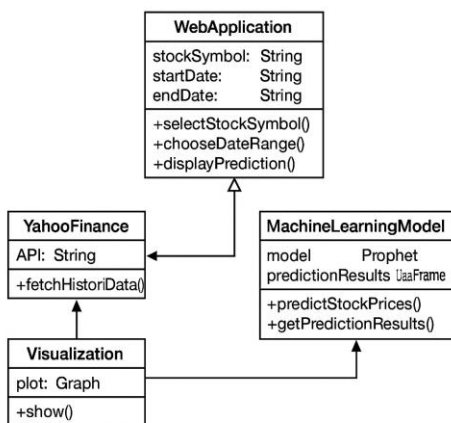 WebApplication
stockSymbol: String
startDate: String
endDate: String
+selectStockSymbol()
+chooseDateRange()
+displayPrediction()
YahooFinance
API: String
+fetchHistoriData()
MachineLearningModel
model Prophet
predictionResults UaaFrame
+predictStockPrices()
+getPredictionResults()
Visualization
plot: Graph
+show()